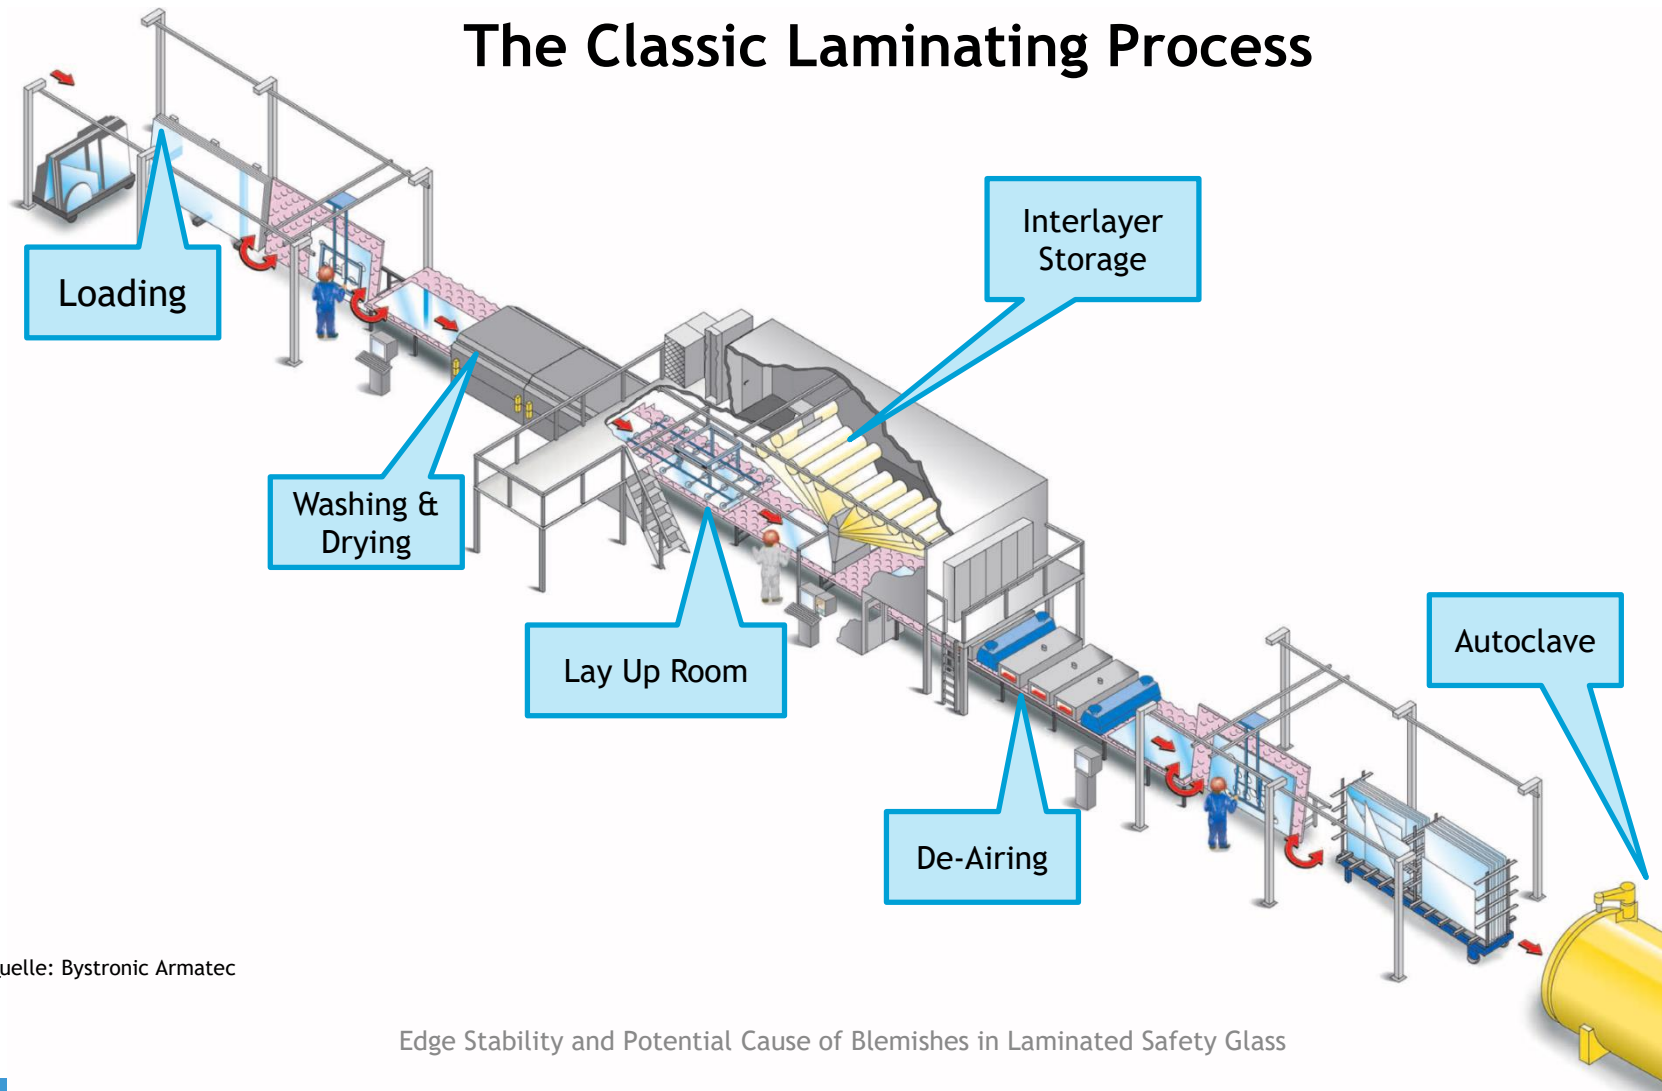 The Classic Laminating Process
Interlayer
Storage
Loading
Washing &
Drying
Lay Up Room
Autoclave
De-Airing
uelle: Bystronic Armatec
Edge Stability and Potential Cause of Blemishes in Laminated Safety Glass